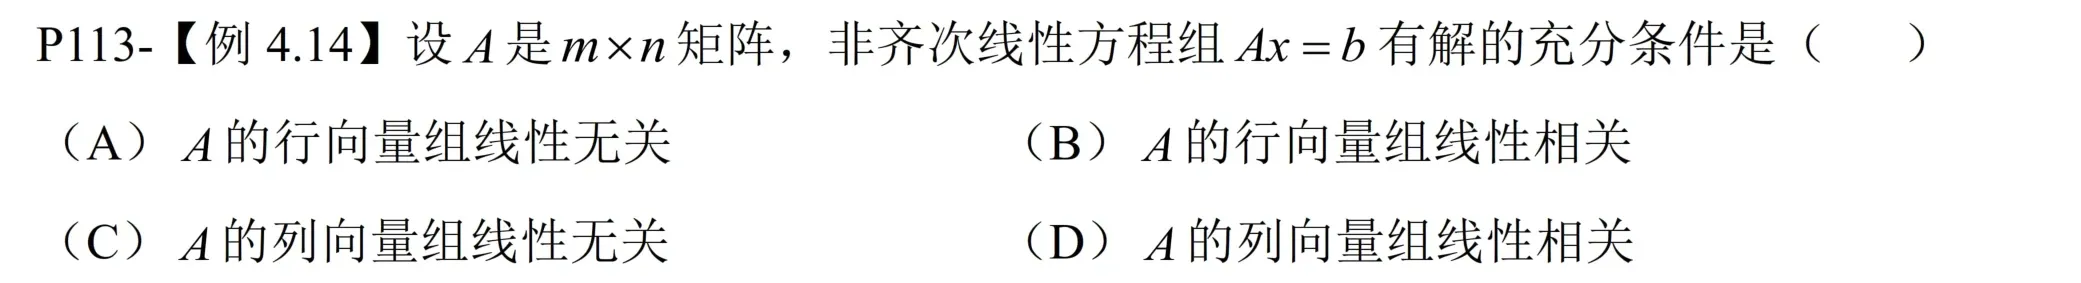 P113-【例 4.14】设 A 是 m×n 矩阵，非齐次线性方程组 Ax = b 有解的充分条件是（　　）
（A） A 的行向量组线性无关　　（B） A 的行向量组线性相关
（C） A 的列向量组线性无关　　（D） A 的列向量组线性相关